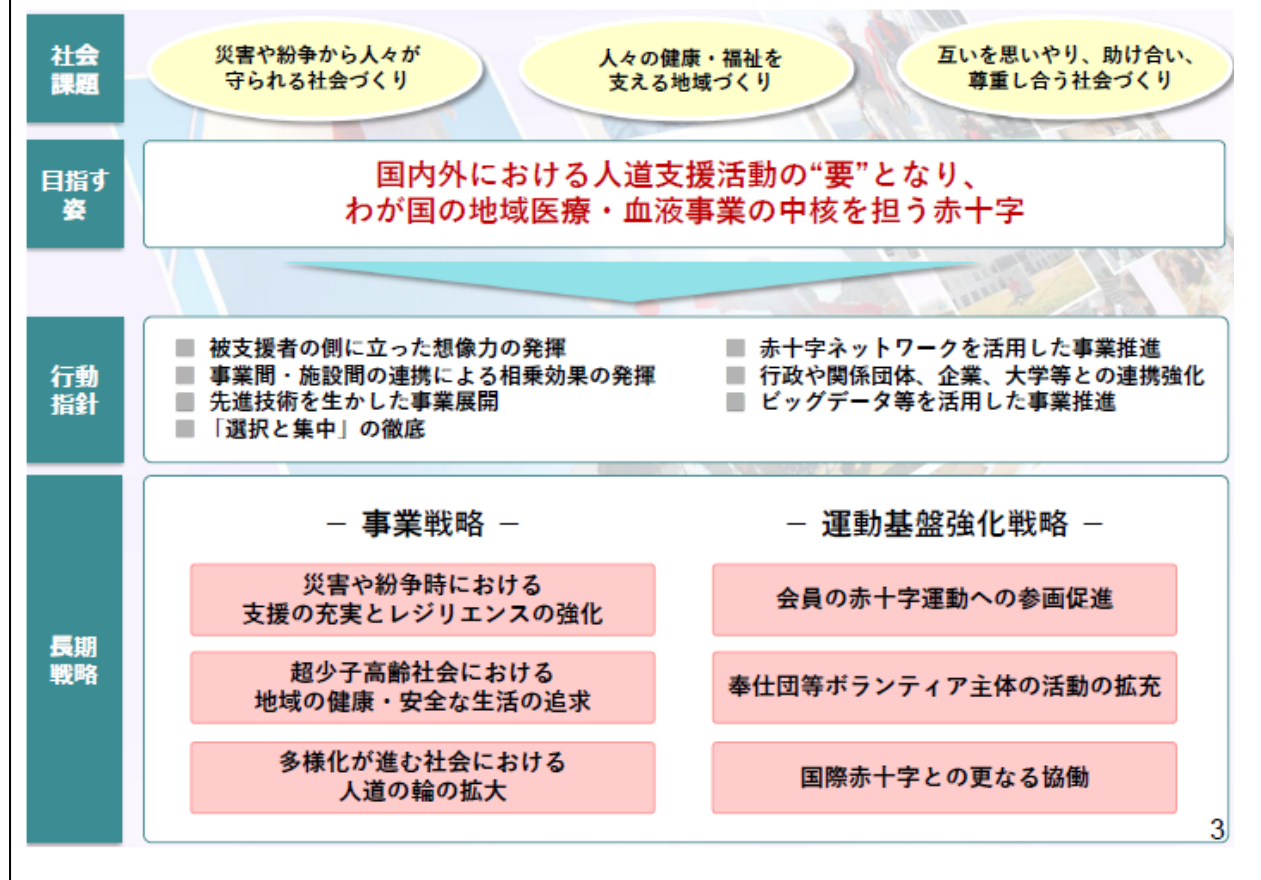 社会
課題
災害や紛争から人々が
守られる社会づくり
人々の健康・福祉を
支える地域づくり
互いを思いやり、助け合い、
尊重し合う社会づくり
目指す
姿
国内外における人道支援活動の“要”となり、
わが国の地域医療・血液事業の中核を担う赤十字
行動
指針
■ 被支援者の側に立った想像力の発揮
■ 事業間・施設間の連携による相乗効果の発揮
■ 先進技術を生かした事業展開
■ 「選択と集中」の徹底
■ 赤十字ネットワークを活用した事業推進
■ 行政や関係団体、企業、大学等との連携強化
■ ビッグデータ等を活用した事業推進
長期
戦略
－ 事業戦略 －
災害や紛争時における
支援の充実とレジリエンスの強化
超少子高齢社会における
地域の健康・安全な生活の追求
多様化が進む社会における
人道の輪の拡大
－ 運動基盤強化戦略 －
会員の赤十字運動への参画促進
奉仕団等ボランティア主体の活動の拡充
国際赤十字との更なる協働
3